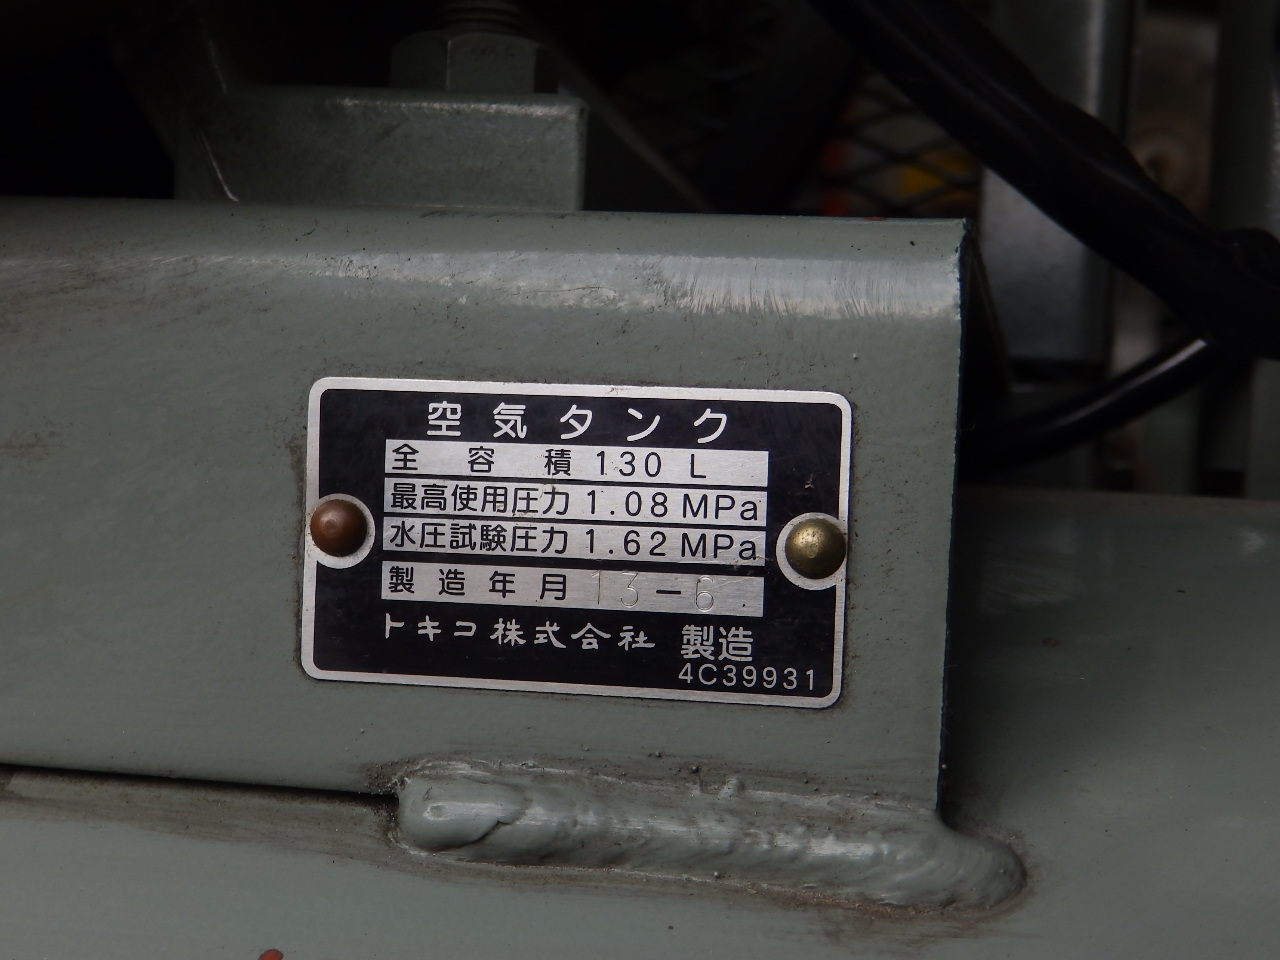 空気タンク
全容積 130 L
最高使用圧力 1.08 MPa
水圧試験圧力 1.62 MPa
製造年月 13-6
トキコ株式会社 製造
4C39931